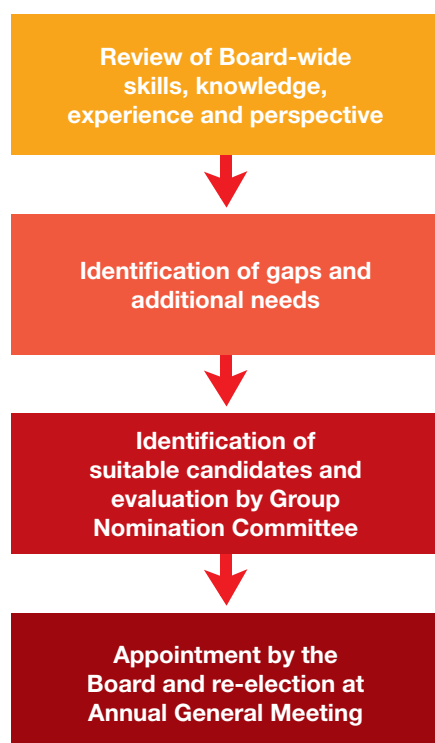 Review of Board-wide
skills, knowledge,
experience and perspective
Identification of gaps and
additional needs
Identification of
suitable candidates and
evaluation by Group
Nomination Committee
Appointment by the
Board and re-election at
Annual General Meeting